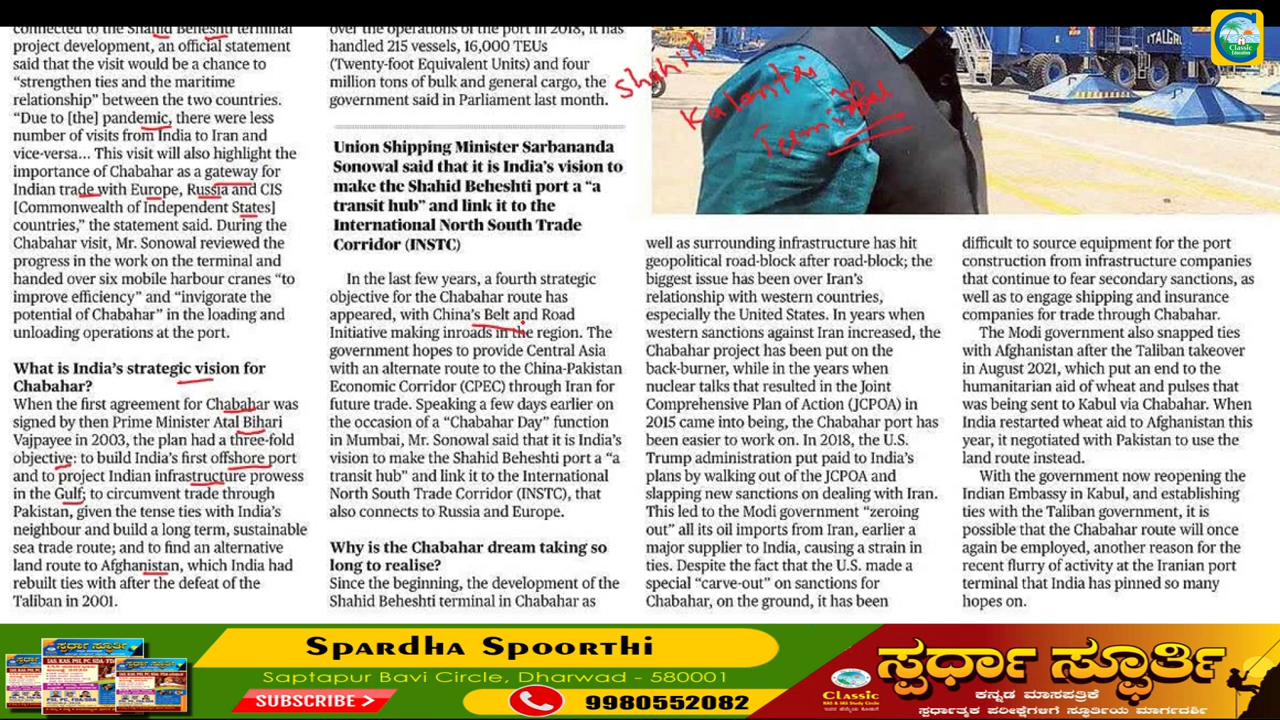 connected to the Shahid Beheshti terminal
project development, an official statement
said that the visit would be a chance to
“strengthen ties and the maritime
relationship” between the two countries.
“Due to [the] pandemic, there were less
number of visits from India to Iran and
vice-versa... This visit will also highlight the
importance of Chabahar as a gateway for
Indian trade with Europe, Russia and CIS
[Commonwealth of Independent States]
countries,” the statement said. During the
Chabahar visit, Mr. Sonowal reviewed the
progress in the work on the terminal and
handed over six mobile harbour cranes “to
improve efficiency” and “invigorate the
potential of Chabahar” in the loading and
unloading operations at the port.
What is India’s strategic vision for
Chabahar?
When the first agreement for Chabahar was
signed by then Prime Minister Atal Bihari
Vajpayee in 2003, the plan had a three-fold
objective: to build India’s first offshore port
and to project Indian infrastructure prowess
in the Gulf; to circumvent trade through
Pakistan, given the tense ties with India’s
neighbour and build a long term, sustainable
sea trade route; and to find an alternative
land route to Afghanistan, which India had
rebuilt ties with after the defeat of the
Taliban in 2001.
over the operations of the port in 2018, it has
handled 215 vessels, 16,000 TEUs
(Twenty-foot Equivalent Units) and four
million tons of bulk and general cargo, the
government said in Parliament last month.
Union Shipping Minister Sarbananda
Sonowal said that it is India’s vision to
make the Shahid Beheshti port a “a
transit hub” and link it to the
International North South Trade
Corridor (INSTC)
In the last few years, a fourth strategic
objective for the Chabahar route has
appeared, with China’s Belt and Road
Initiative making inroads in the region. The
government hopes to provide Central Asia
with an alternate route to the China-Pakistan
Economic Corridor (CPEC) through Iran for
future trade. Speaking a few days earlier on
the occasion of a “Chabahar Day” function
in Mumbai, Mr. Sonowal said that it is India’s
vision to make the Shahid Beheshti port a “a
transit hub” and link it to the International
North South Trade Corridor (INSTC), that
also connects to Russia and Europe.
Why is the Chabahar dream taking so
long to realise?
Since the beginning, the development of the
Shahid Beheshti terminal in Chabahar as
Shahid
Kalantri
Terminal
ITALGRU
well as surrounding infrastructure has hit
geopolitical road-block after road-block; the
biggest issue has been over Iran’s
relationship with western countries,
especially the United States. In years when
western sanctions against Iran increased, the
Chabahar project has been put on the
back-burner, while in the years when
nuclear talks that resulted in the Joint
Comprehensive Plan of Action (JCPOA) in
2015 came into being, the Chabahar port has
been easier to work on. In 2018, the U.S.
Trump administration put paid to India’s
plans by walking out of the JCPOA and
slapping new sanctions on dealing with Iran.
This led to the Modi government “zeroing
out” all its oil imports from Iran, earlier a
major supplier to India, causing a strain in
ties. Despite the fact that the U.S. made a
special “carve-out” on sanctions for
Chabahar, on the ground, it has been
difficult to source equipment for the port
construction from infrastructure companies
that continue to fear secondary sanctions, as
well as to engage shipping and insurance
companies for trade through Chabahar.
The Modi government also snapped ties
with Afghanistan after the Taliban takeover
in August 2021, which put an end to the
humanitarian aid of wheat and pulses that
was being sent to Kabul via Chabahar. When
India restarted wheat aid to Afghanistan this
year, it negotiated with Pakistan to use the
land route instead.
With the government now reopening the
Indian Embassy in Kabul, and establishing
ties with the Taliban government, it is
possible that the Chabahar route will once
again be employed, another reason for the
recent flurry of activity at the Iranian port
terminal that India has pinned so many
hopes on.
Classic
Education
ಸ್ಪರ್ಧಾ ಸ್ಫೂರ್ತಿ
Spardha Spoorthi
Saptapur Bavi Circle, Dharwad - 580001
SUBSCRIBE
9980552082
Classic
IAS & KAS Study Circle
ಸ್ಪರ್ಧಾ ಸ್ಫೂರ್ತಿ
ಕನ್ನಡ ಮಾಸಪತ್ರಿಕೆ
ಸ್ಪರ್ಧಾತ್ಮಕ ಪರೀಕ್ಷೆಗಳಿಗೆ ಸ್ಫೂರ್ತಿಯ ಮಾರ್ಗದರ್ಶಿ